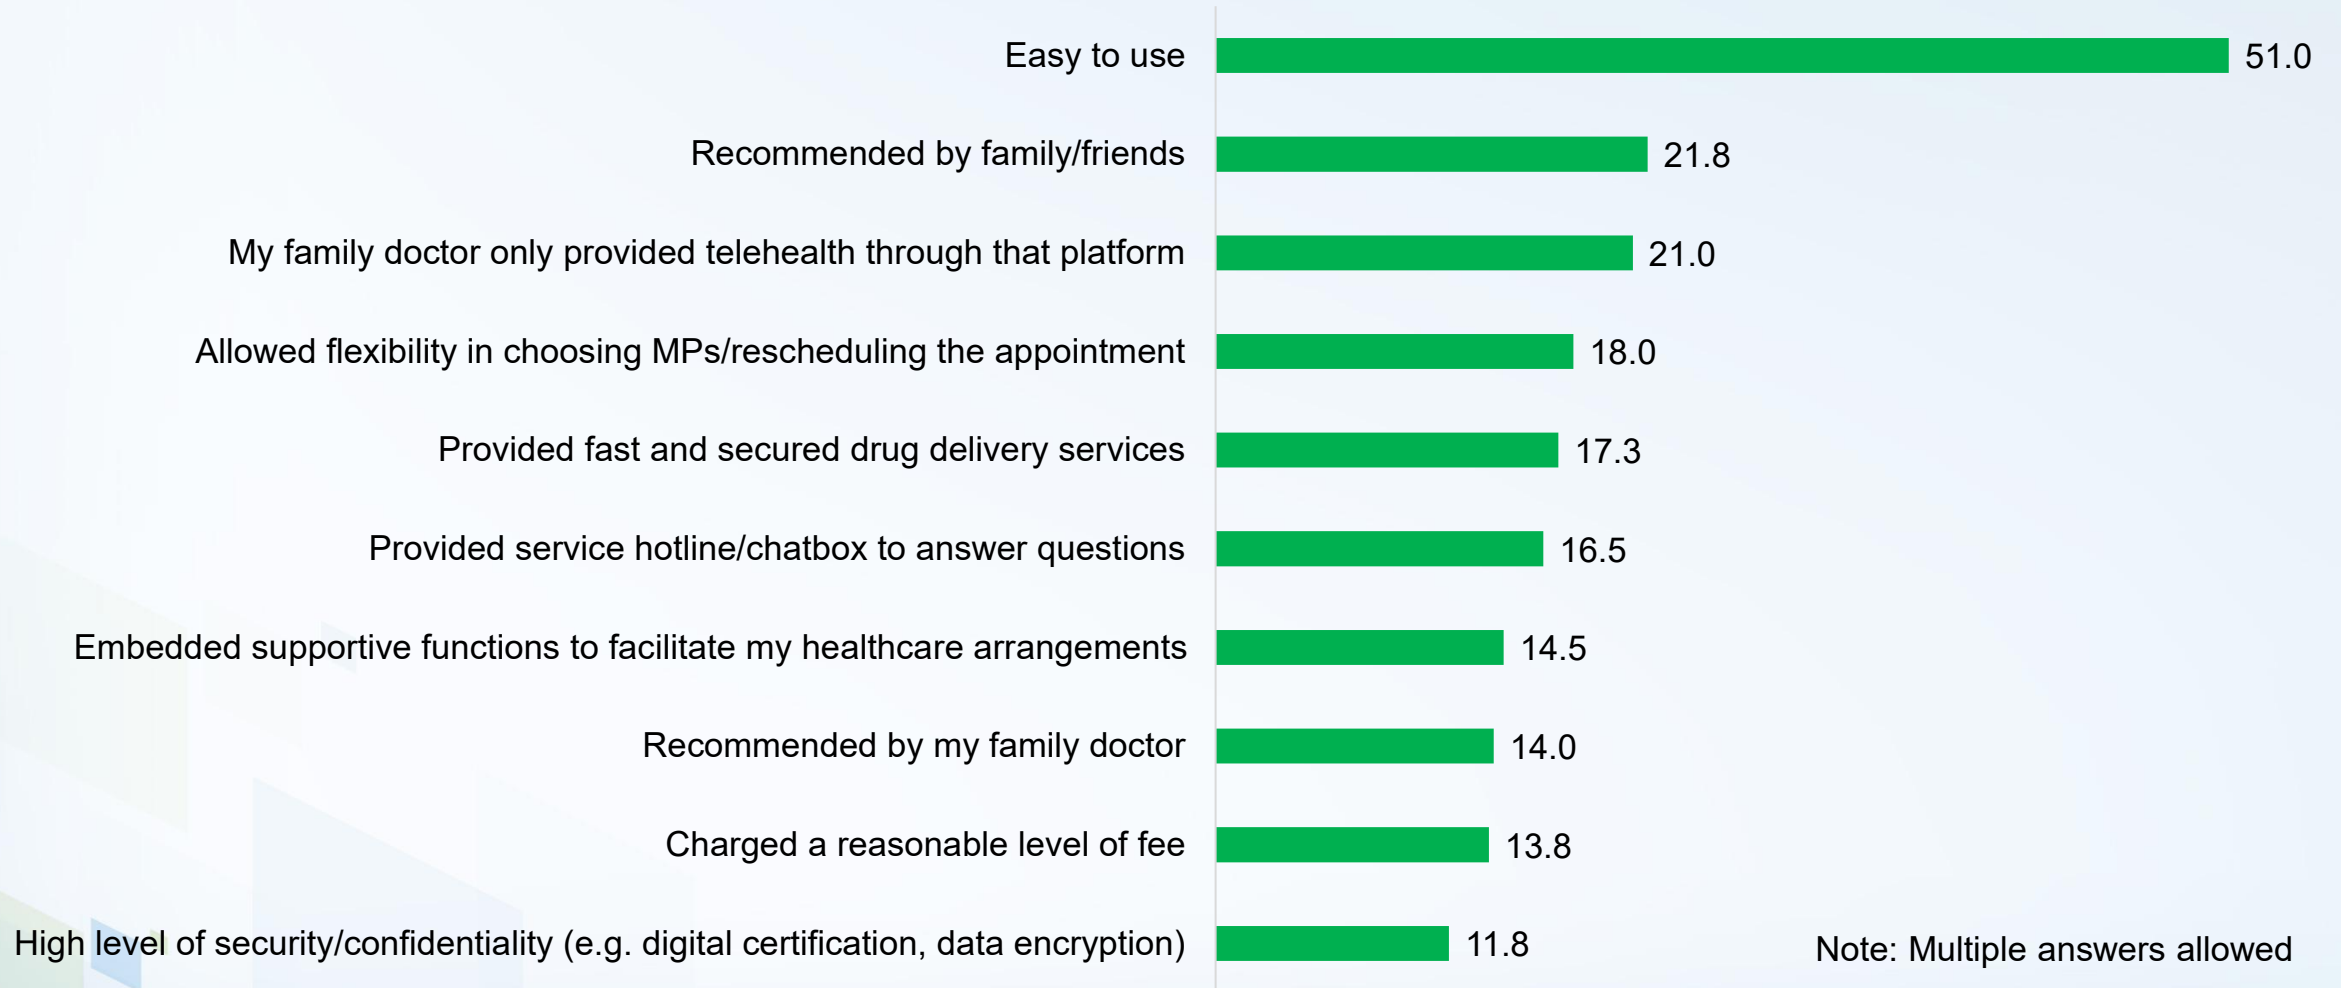 Easy to use 51.0
Recommended by family/friends 21.8
My family doctor only provided telehealth through that platform 21.0
Allowed flexibility in choosing MPs/rescheduling the appointment 18.0
Provided fast and secured drug delivery services 17.3
Provided service hotline/chatbox to answer questions 16.5
Embedded supportive functions to facilitate my healthcare arrangements 14.5
Recommended by my family doctor 14.0
Charged a reasonable level of fee 13.8
High level of security/confidentiality (e.g. digital certification, data encryption) 11.8
Note: Multiple answers allowed